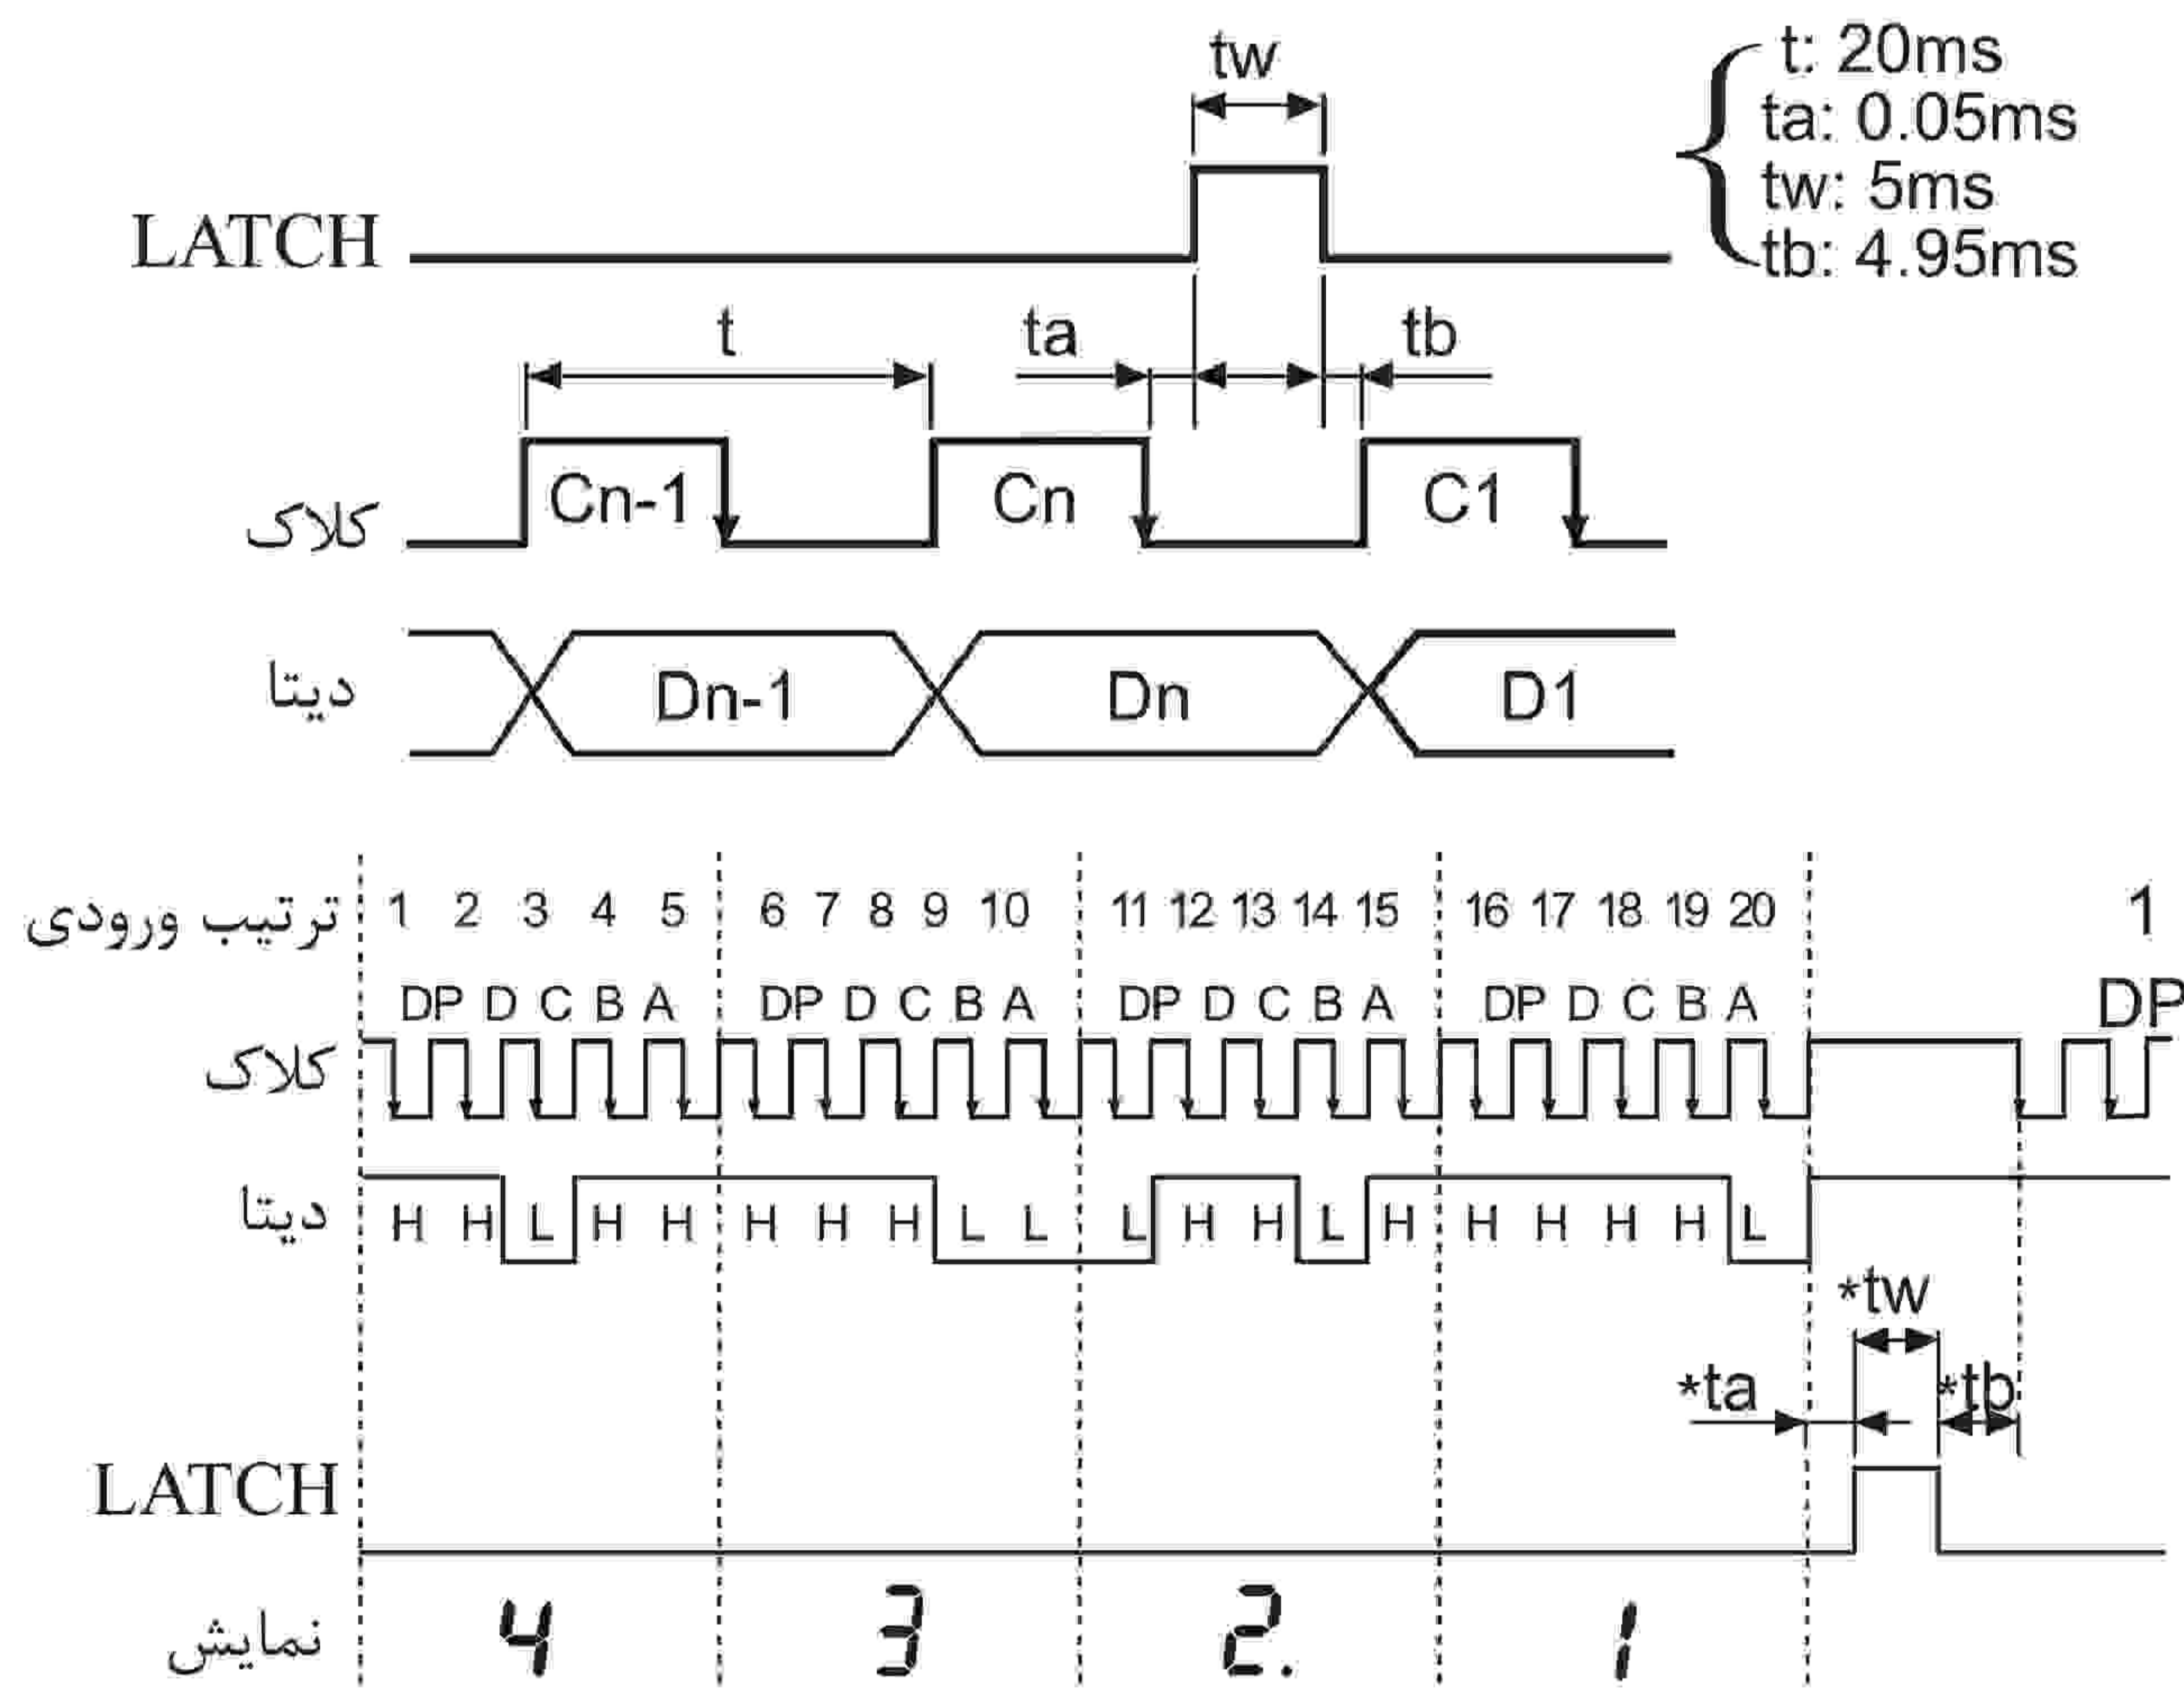 tw
t: 20ms
ta: 0.05ms
tw: 5ms
tb: 4.95ms
LATCH
t
ta
tb
کلاک
Cn-1 Cn C1
دیتا
Dn-1 Dn D1
ترتیب ورودی
1 2 3 4 5 6 7 8 9 10 11 12 13 14 15 16 17 18 19 20 1
DP D C B A DP D C B A DP D C B A DP D C B A DP
کلاک
دیتا
H H L H H H H H L L L H H L H H H H H L
*tw
*ta
*tb
LATCH
نمایش
4 3 2. 1